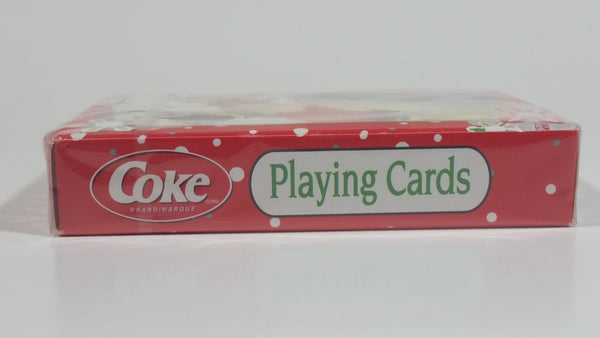 Coke
BRAND/MARQUE
Playing Cards